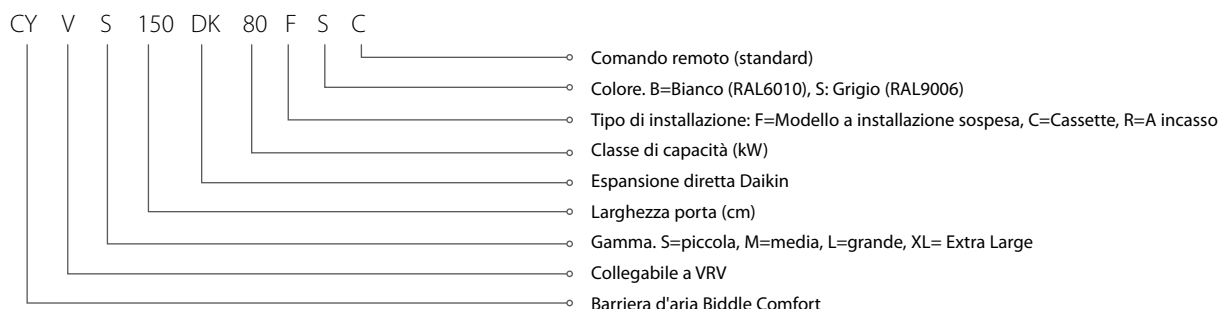 CY V S 150 DK 80 F S C
Comando remoto (standard)
Colore. B=Bianco (RAL6010), S: Grigio (RAL9006)
Tipo di installazione: F=Modello a installazione sospesa, C=Cassette, R=A incasso
Classe di capacità (kW)
Espansione diretta Daikin
Larghezza porta (cm)
Gamma. S=piccola, M=media, L=grande, XL= Extra Large
Collegabile a VRV
Barriera d'aria Biddle Comfort